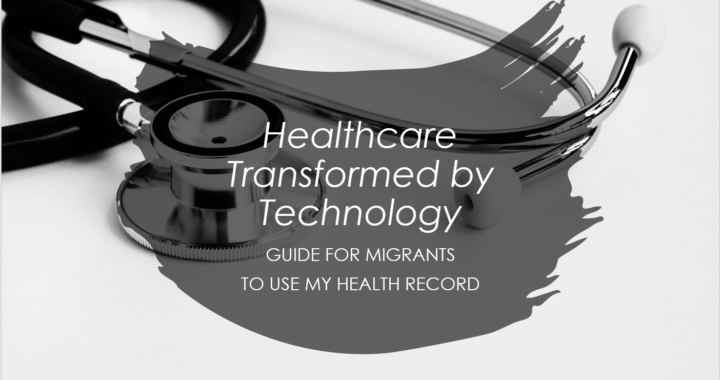 Healthcare
Transformed by
Technology
GUIDE FOR MIGRANTS
TO USE MY HEALTH RECORD